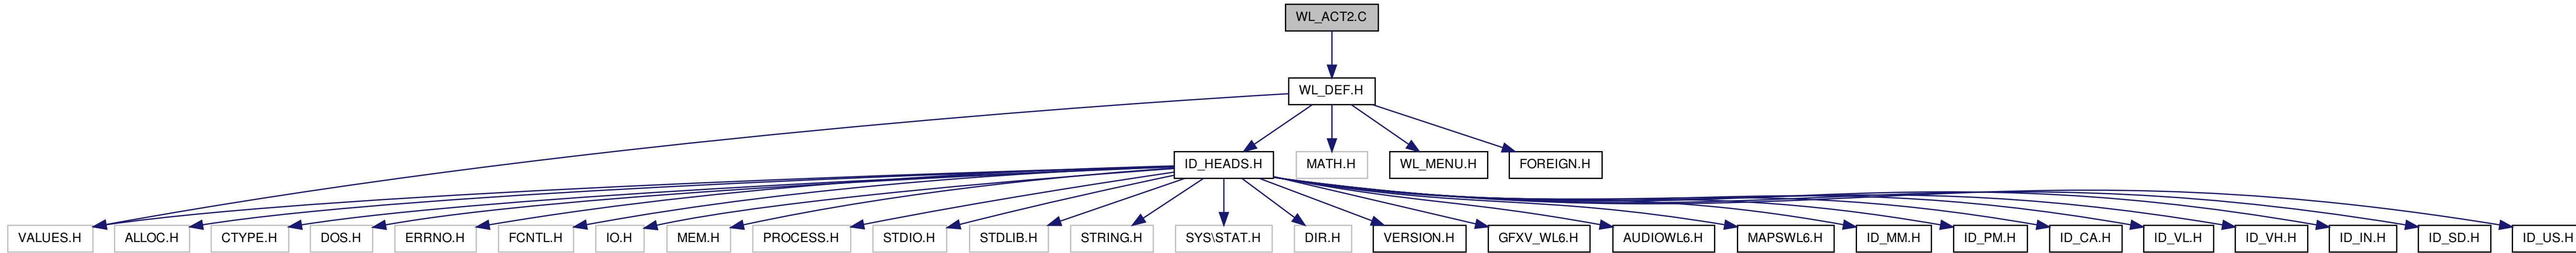 WL_ACT2.C
WL_DEF.H
ID_HEADS.H
MATH.H
WL_MENU.H
FOREIGN.H
VALUES.H
ALLOC.H
CTYPE.H
DOS.H
ERRNO.H
FCNTL.H
IO.H
MEM.H
PROCESS.H
STDIO.H
STDLIB.H
STRING.H
SYS\STAT.H
DIR.H
VERSION.H
GFXV_WL6.H
AUDIOWL6.H
MAPSWL6.H
ID_MM.H
ID_PM.H
ID_CA.H
ID_VL.H
ID_VH.H
ID_IN.H
ID_SD.H
ID_US.H